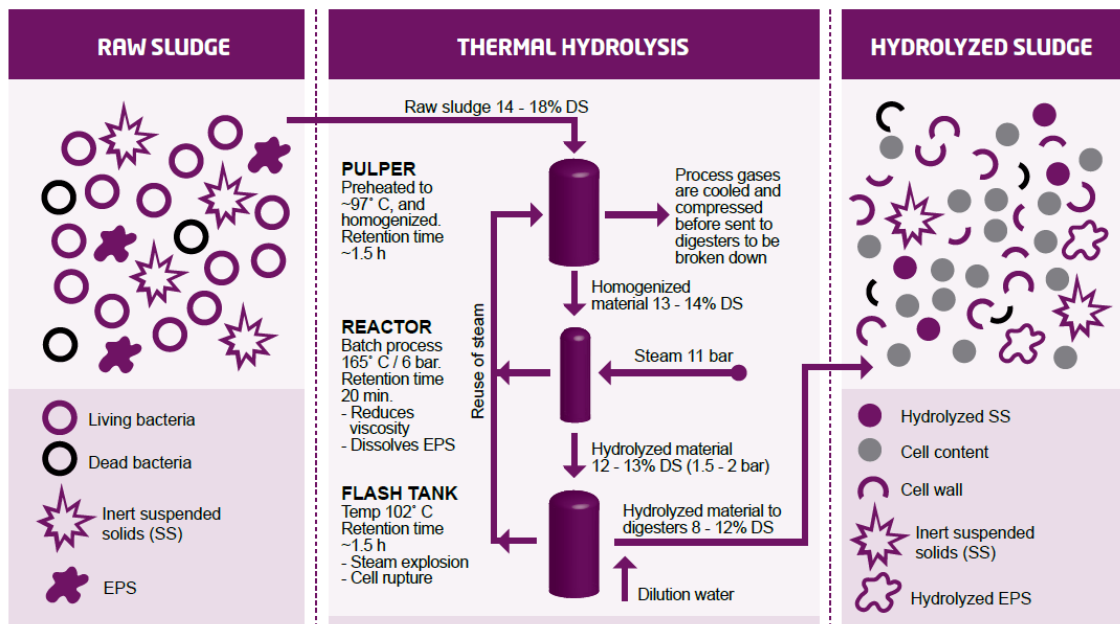 RAW SLUDGE
Living bacteria
Dead bacteria
Inert suspended
solids (SS)
EPS
THERMAL HYDROLYSIS
Raw sludge 14 - 18% DS
PULPER
Preheated to
~97˚ C, and
homogenized.
Retention time
~1.5 h
Process gases
are cooled and
compressed
before sent to
digesters to be
broken down
Homogenized
material 13 - 14% DS
REACTOR
Batch process
165˚ C / 6 bar.
Retention time
20 min.
- Reduces
viscosity
- Dissolves EPS
Reuse of steam
Steam 11 bar
Hydrolyzed material
12 - 13% DS (1.5 - 2 bar)
FLASH TANK
Temp 102˚ C
Retention time
~1.5 h
- Steam explosion
- Cell rupture
Hydrolyzed material to
digesters 8 - 12% DS
Dilution water
HYDROLYZED SLUDGE
Hydrolyzed SS
Cell content
Cell wall
Inert suspended
solids (SS)
Hydrolyzed EPS